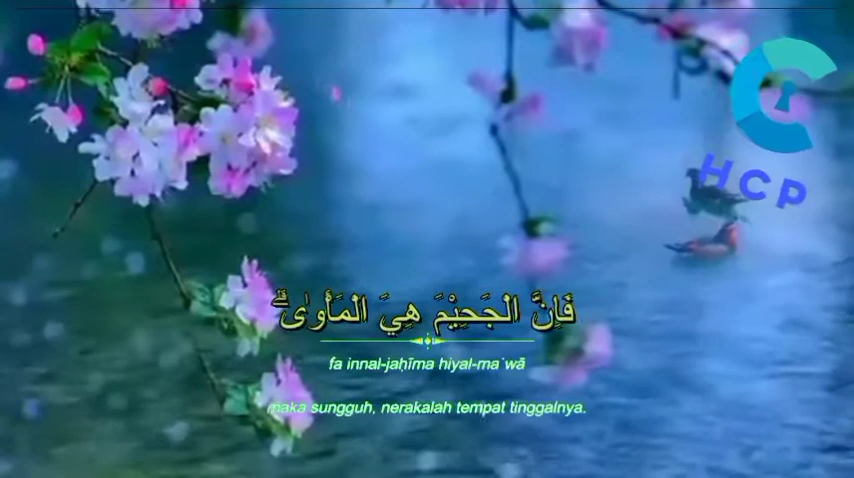 HCP
فَاِنَّ الْجَحِيْمَ هِيَ الْمَأْوٰىۗ
fa innal-jaḥīma hiyal-ma`wā
maka sungguh, nerakalah tempat tinggalnya.